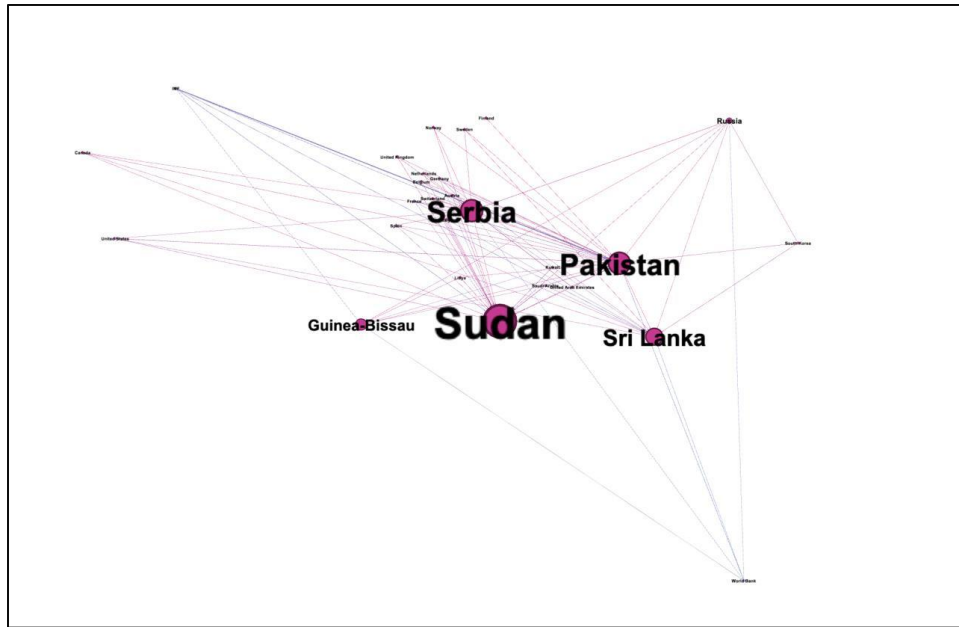 IMF
Finland
Norway
Sweden
Russia
Canada
United Kingdom
Netherlands
Germany
Belgium
Austria
Switzerland
France
Serbia
Spain
United States
South Korea
Pakistan
Kuwait
Libya
Saudi Arabia
United Arab Emirates
Guinea-Bissau
Sudan
Sri Lanka
World Bank